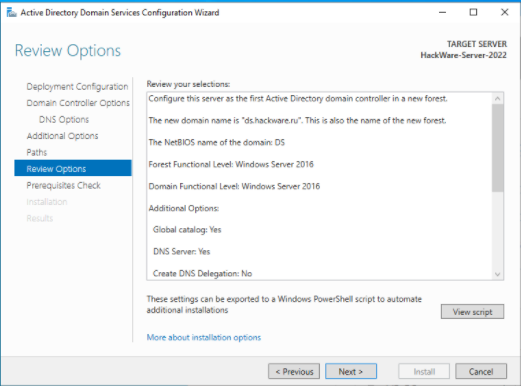 Active Directory Domain Services Configuration Wizard
Review Options
TARGET SERVER
HackWare-Server-2022
Deployment Configuration
Domain Controller Options
DNS Options
Additional Options
Paths
Review Options
Prerequisites Check
Installation
Results
Review your selections:
Configure this server as the first Active Directory domain controller in a new forest.
The new domain name is "ds.hackware.ru". This is also the name of the new forest.
The NetBIOS name of the domain: DS
Forest Functional Level: Windows Server 2016
Domain Functional Level: Windows Server 2016
Additional Options:
Global catalog: Yes
DNS Server: Yes
Create DNS Delegation: No
These settings can be exported to a Windows PowerShell script to automate
additional installations
View script
More about installation options
< Previous
Next >
Install
Cancel